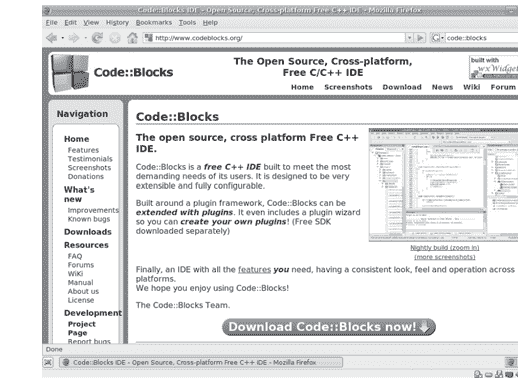 Code::Blocks IDE - Open Source, Cross-platform Free C++ IDE - Mozilla Firefox
File Edit View History Bookmarks Tools Help
http://www.codeblocks.org/
code::blocks
Code::Blocks
The Open Source, Cross-platform,
Free C/C++ IDE
built with
wxWidget
Home Screenshots Download News Wiki Forum
Navigation
Home
Features
Testimonials
Screenshots
Donations
What's
new
Improvements
Known bugs
Downloads
Resources
FAQ
Forums
WiKi
Manual
About us
License
Development
Project
Page
Report bugs
Code::Blocks
The open source, cross platform Free C++
IDE.
Code::Blocks is a free C++ IDE built to meet the most
demanding needs of its users. It is designed to be very
extensible and fully configurable.
Built around a plugin framework, Code::Blocks can be
extended with plugins. It even includes a plugin wizard
so you can create your own plugins! (Free SDK
downloaded separately)
Nightly build (zoom in)
(more screenshots)
Finally, an IDE with all the features you need, having a consistent look, feel and operation across
platforms.
We hope you enjoy using Code::Blocks!
The Code::Blocks Team.
Download Code::Blocks now!
Done
Code::Blocks IDE - Open Source, Cross-platform Free C++ IDE - Mozilla Firefox